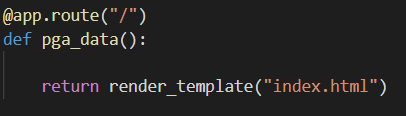 @app.route("/")
def pga_data():
    return render_template("index.html")